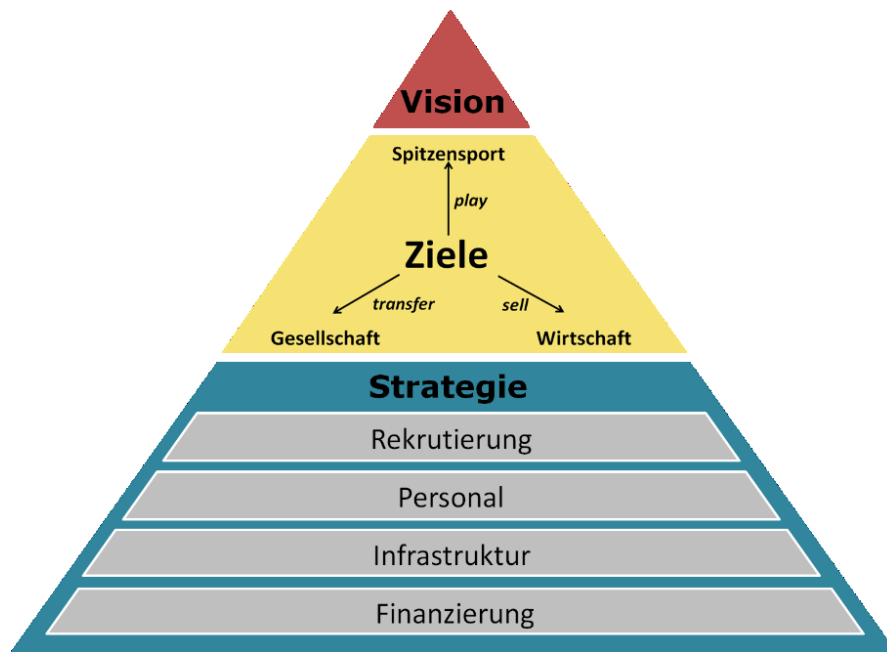 Vision
Spitzensport
play
Ziele
transfer
sell
Gesellschaft
Wirtschaft
Strategie
Rekrutierung
Personal
Infrastruktur
Finanzierung